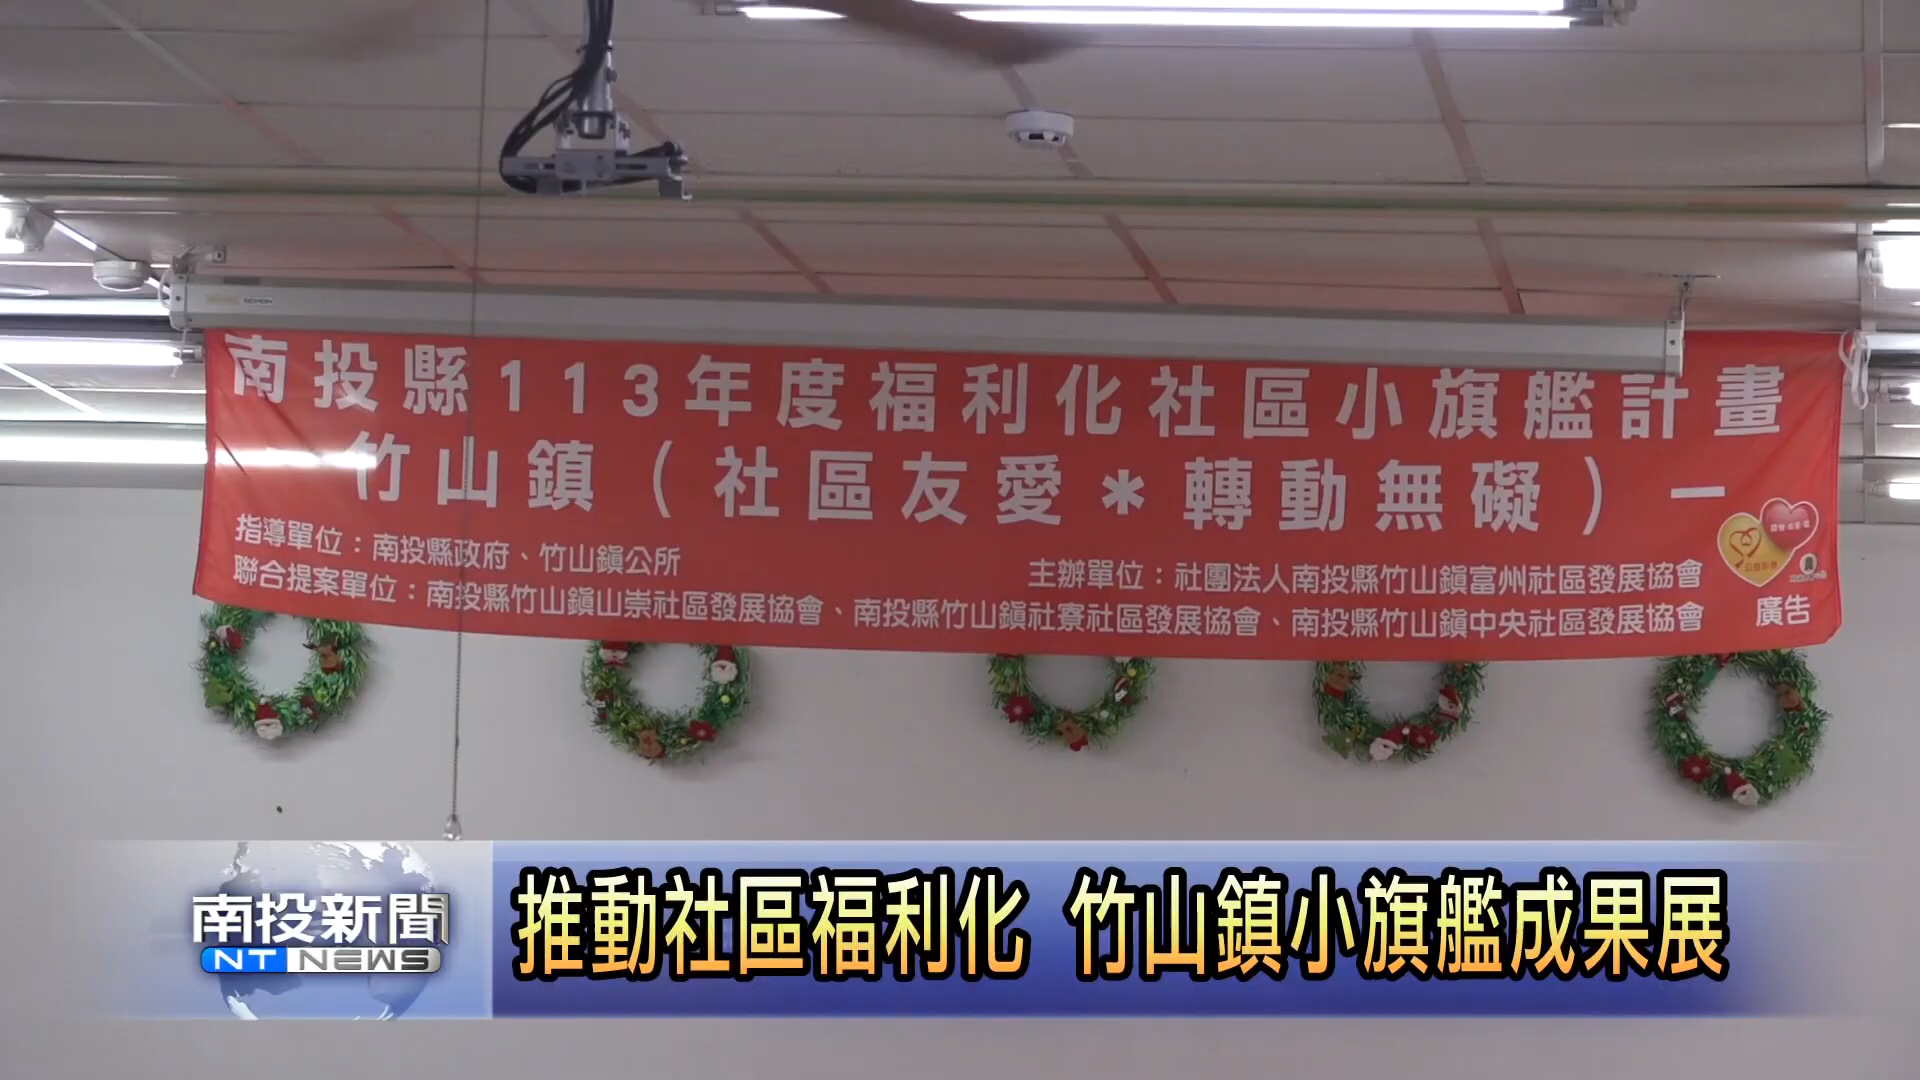 南投縣113年度福利化社區小旗艦計畫
竹山鎮（社區友愛*轉動無礙）－
指導單位：南投縣政府、竹山鎮公所
主辦單位：社團法人南投縣竹山鎮富州社區發展協會
聯合提案單位：南投縣竹山鎮山崇社區發展協會、南投縣竹山鎮社寮社區發展協會、南投縣竹山鎮中央社區發展協會
廣告
南投新聞
NT NEWS
推動社區福利化 竹山鎮小旗艦成果展